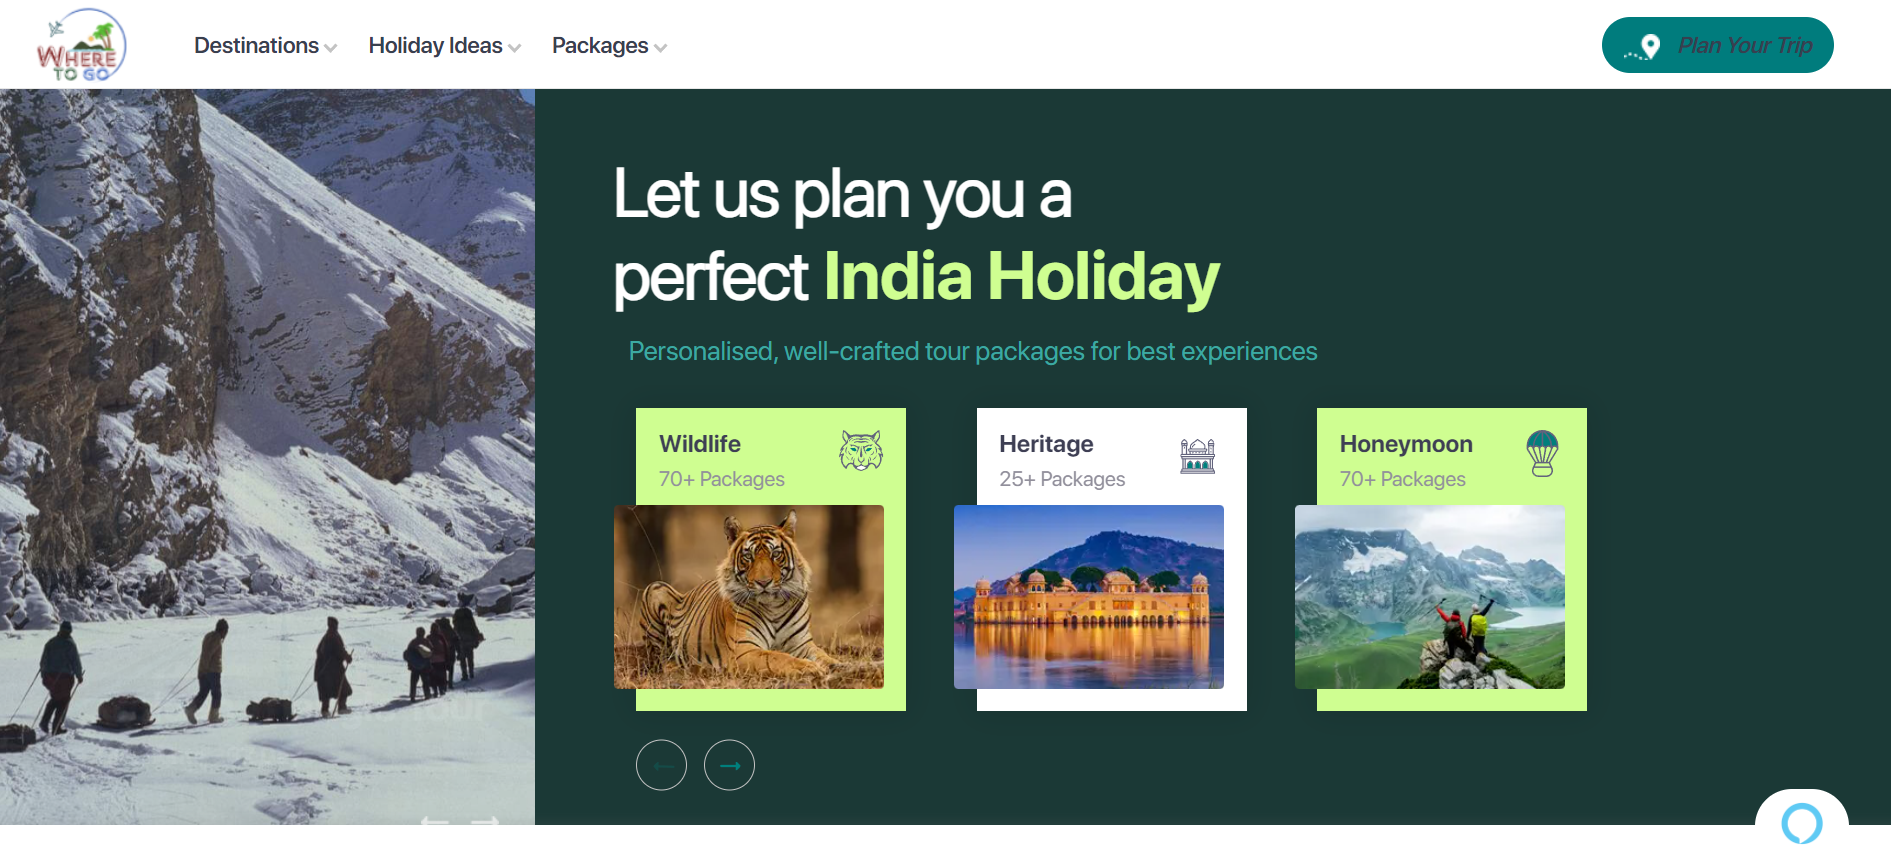 WHERE
TO GO
Destinations
Holiday Ideas
Packages
Plan Your Trip
Let us plan you a
perfect India Holiday
Personalised, well-crafted tour packages for best experiences
Wildlife
70+ Packages
Heritage
25+ Packages
Honeymoon
70+ Packages